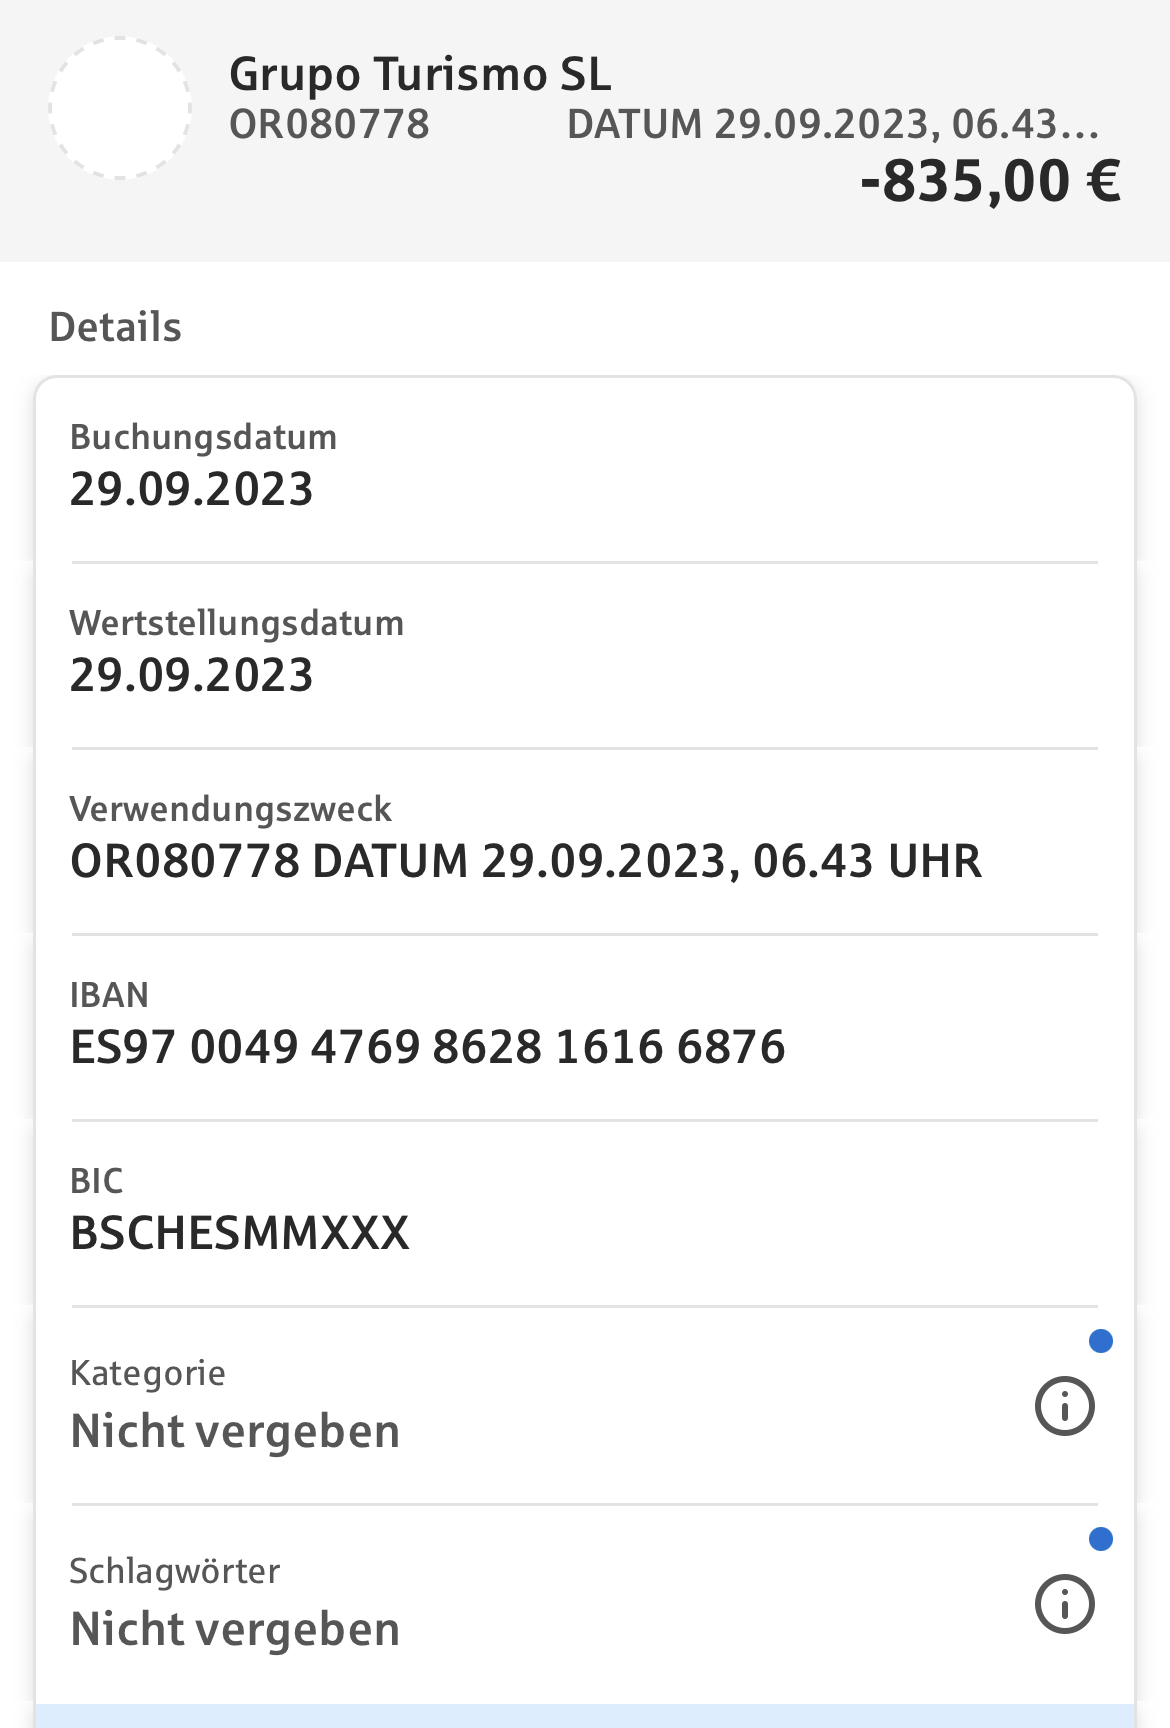 Grupo Turismo SL
OR080778 DATUM 29.09.2023, 06.43...
-835,00 €
Details
Buchungsdatum
29.09.2023
Wertstellungsdatum
29.09.2023
Verwendungszweck
OR080778 DATUM 29.09.2023, 06.43 UHR
IBAN
ES97 0049 4769 8628 1616 6876
BIC
BSCHESMMXXX
Kategorie
Nicht vergeben
Schlagwörter
Nicht vergeben